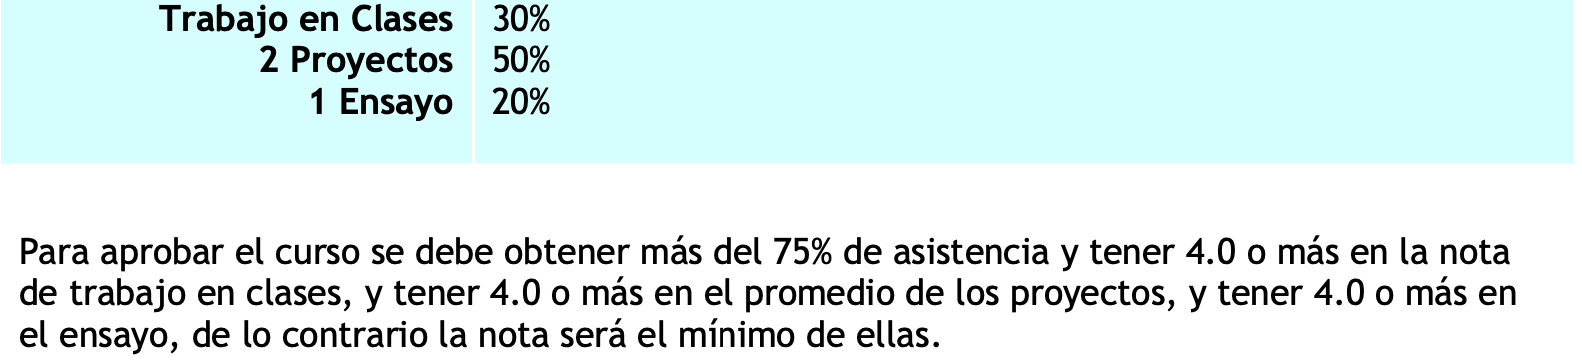 Trabajo en Clases 30%
2 Proyectos 50%
1 Ensayo 20%
Para aprobar el curso se debe obtener más del 75% de asistencia y tener 4.0 o más en la nota
de trabajo en clases, y tener 4.0 o más en el promedio de los proyectos, y tener 4.0 o más en
el ensayo, de lo contrario la nota será el mínimo de ellas.